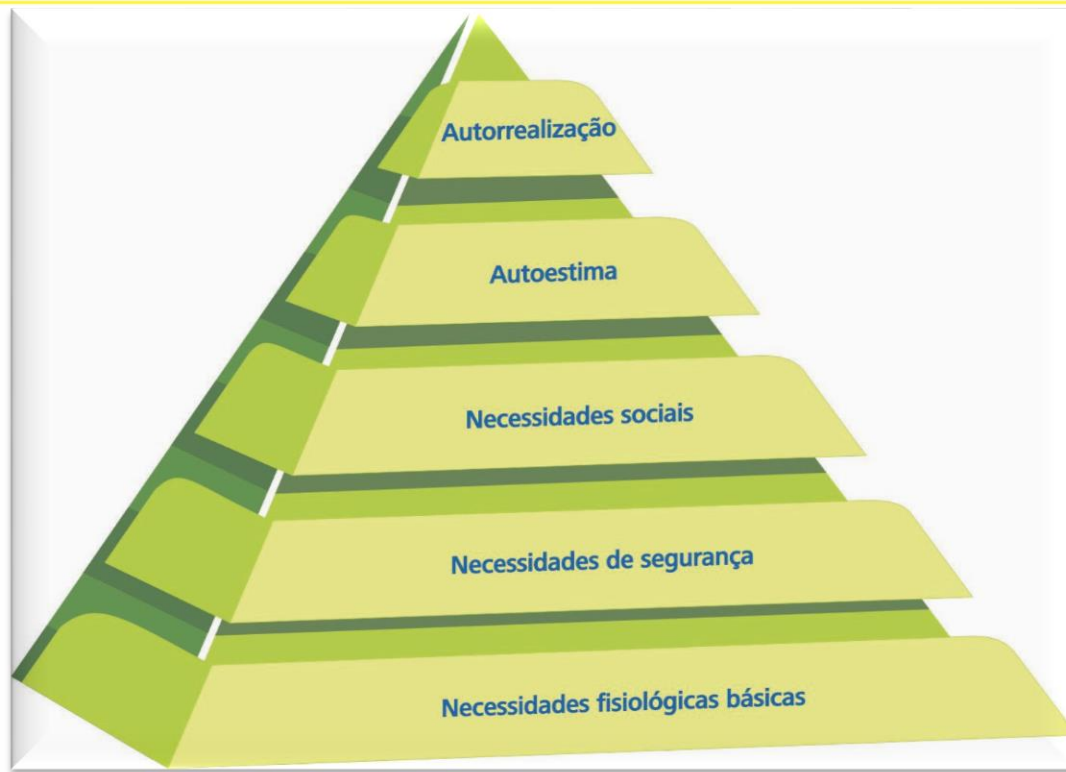 Autorrealização
Autoestima
Necessidades sociais
Necessidades de segurança
Necessidades fisiológicas básicas